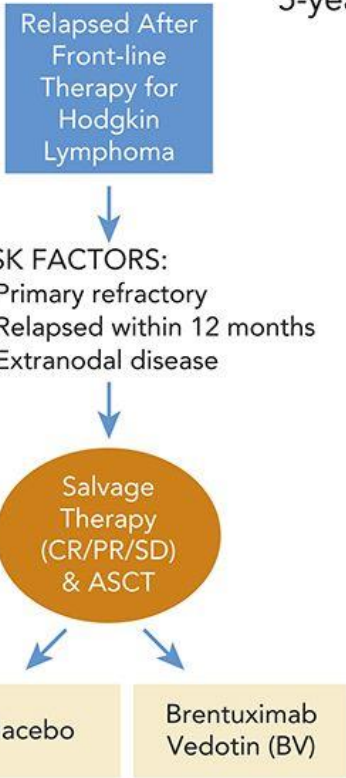 5-yea
Relapsed After
Front-line
Therapy for
Hodgkin
Lymphoma
SK FACTORS:
Primary refractory
Relapsed within 12 months
Extranodal disease
Salvage
Therapy
(CR/PR/SD)
& ASCT
acebo
Brentuximab
Vedotin (BV)